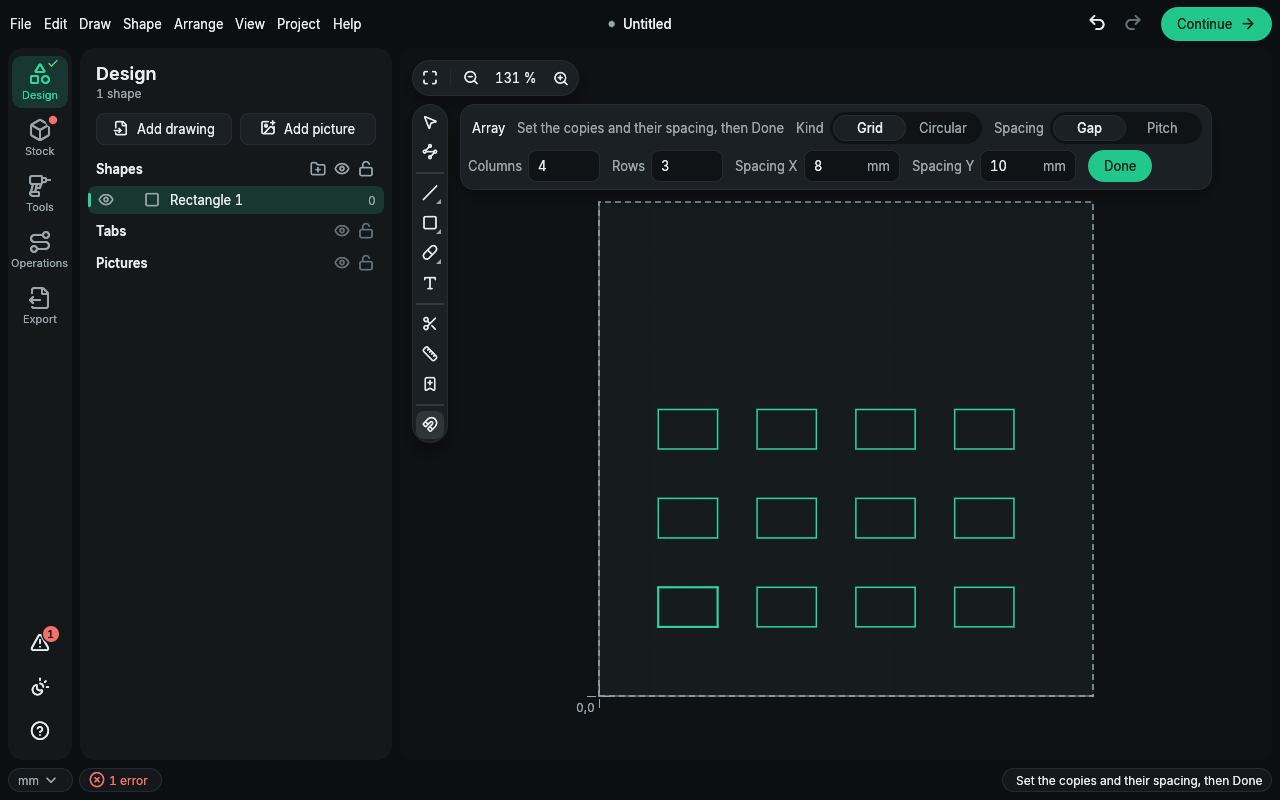 File Edit Draw Shape Arrange View Project Help
Untitled
Continue
Design
Stock
Tools
Operations
Export
1
Design
1 shape
Add drawing
Add picture
Shapes
Rectangle 1
0
Tabs
Pictures
131 %
Array Set the copies and their spacing, then Done Kind Grid Circular Spacing Gap Pitch
Columns 4 Rows 3 Spacing X 8 mm Spacing Y 10 mm Done
0,0
mm
1 error
Set the copies and their spacing, then Done